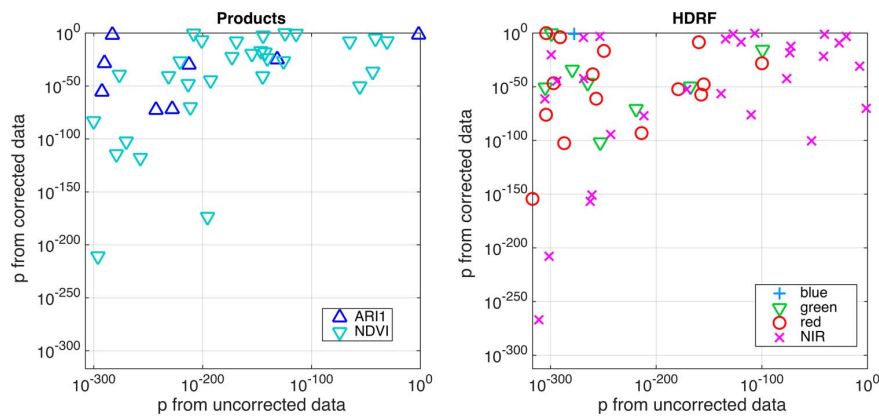 Products
p from corrected data
10^0
10^-50
10^-100
10^-150
10^-200
10^-250
10^-300
ARI1
NDVI
10^-300
10^-200
10^-100
10^0
p from uncorrected data
HDRF
p from corrected data
10^0
10^-50
10^-100
10^-150
10^-200
10^-250
10^-300
blue
green
red
NIR
10^-300
10^-200
10^-100
10^0
p from uncorrected data